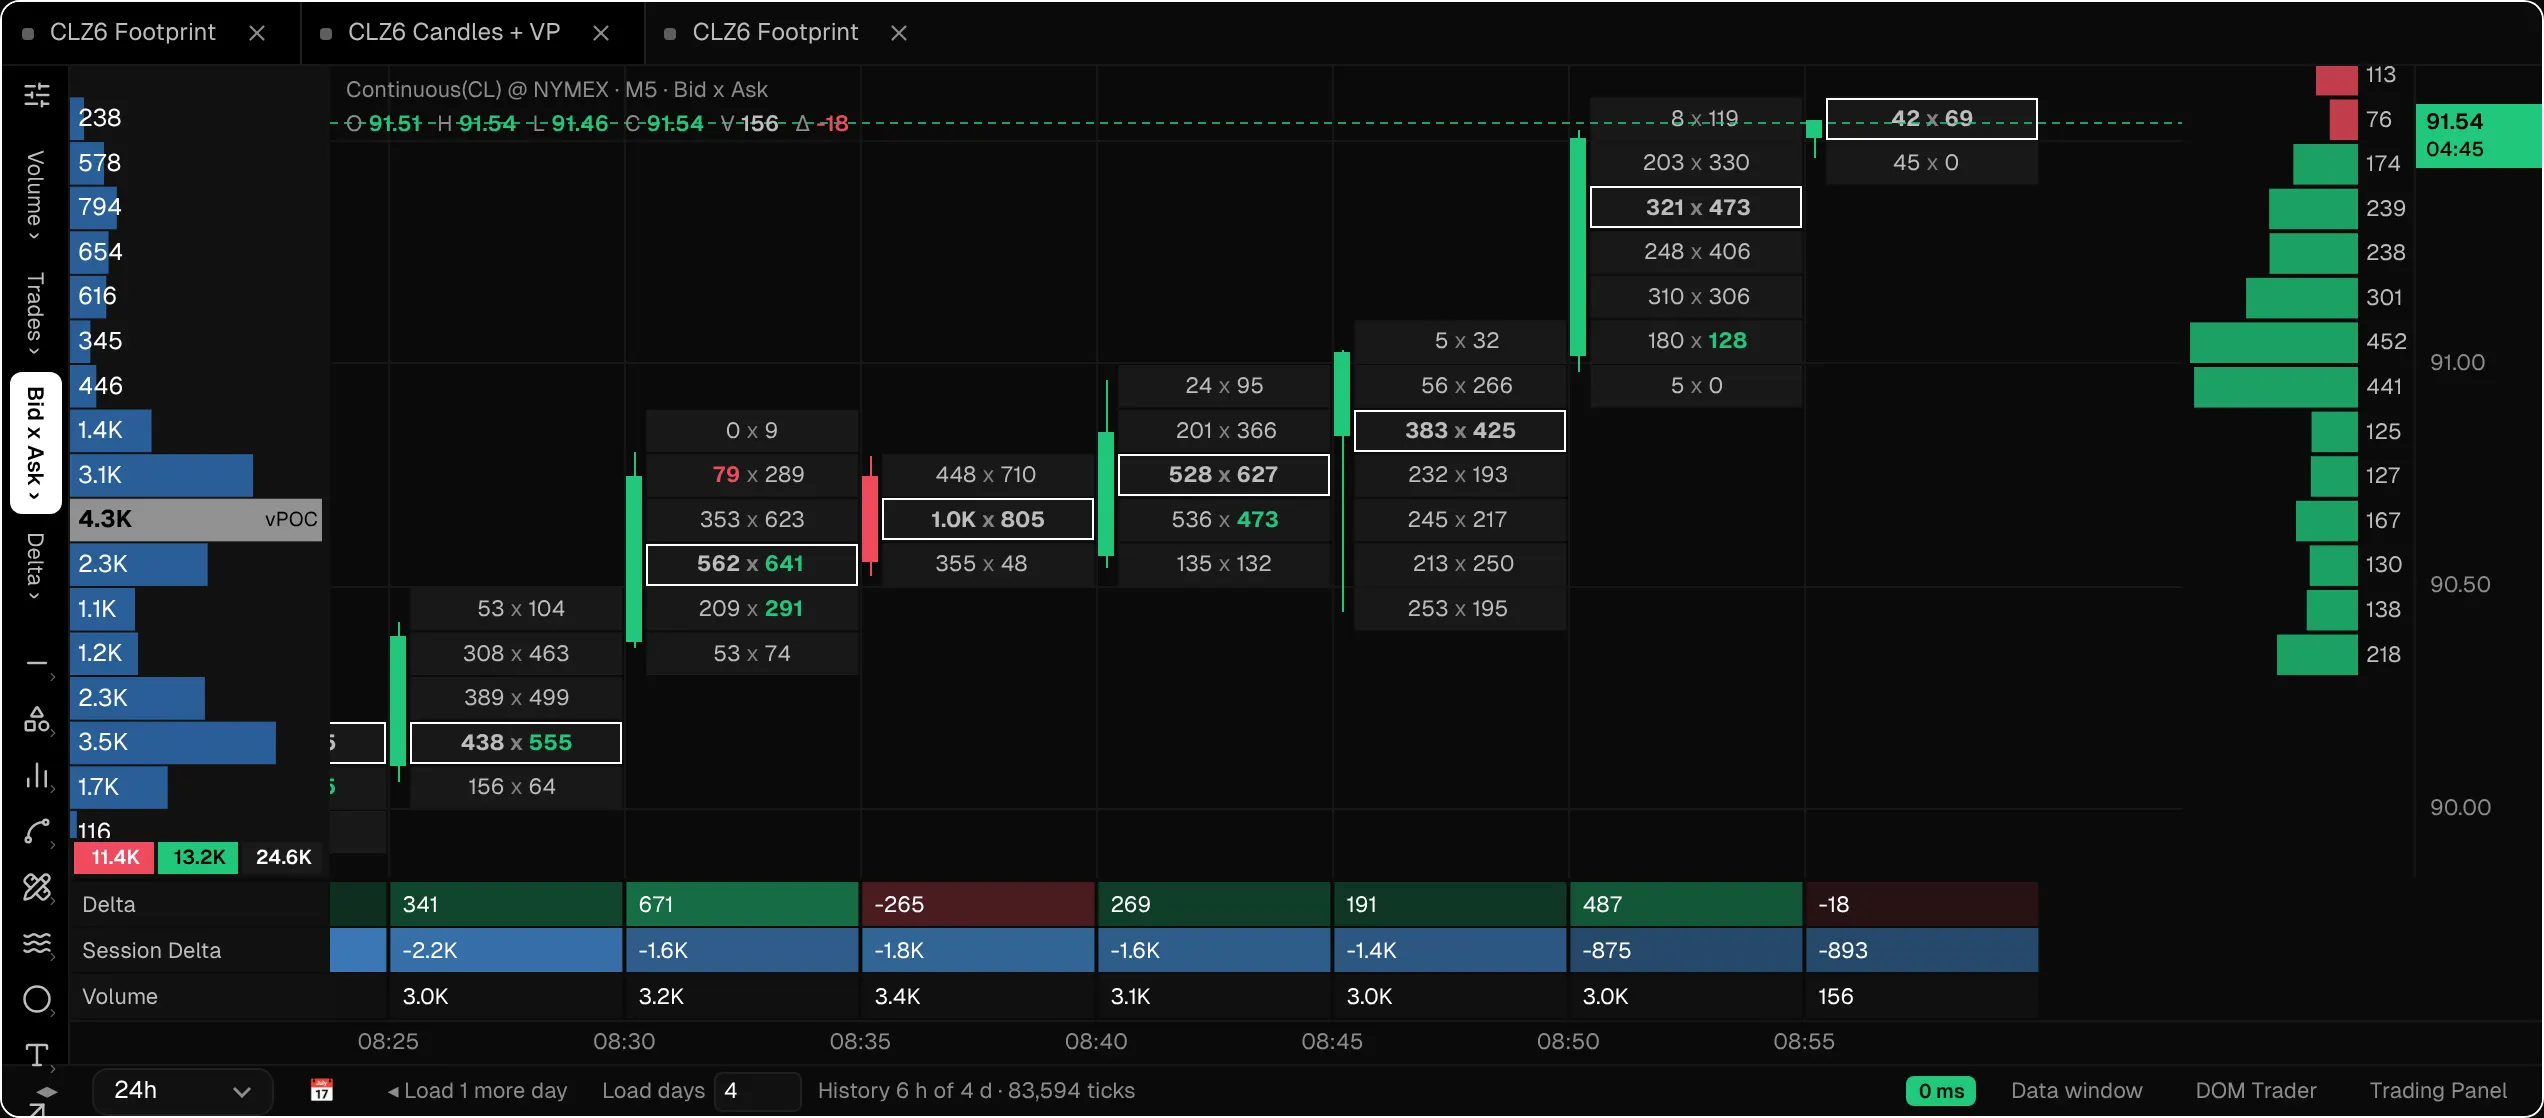 CLZ6 Footprint
CLZ6 Candles + VP
CLZ6 Footprint
Continuous(CL) @ NYMEX · M5 · Bid x Ask
O 91.51 H 91.54 L 91.46 C 91.54 V 156 Δ -18
Volume ›
Trades ›
Bid x Ask ›
Delta ›
238
578
794
654
616
345
446
1.4K
3.1K
4.3K vPOC
2.3K
1.1K
1.2K
2.3K
3.5K
1.7K
116
11.4K 13.2K 24.6K
53 x 104
308 x 463
389 x 499
438 x 555
156 x 64
0 x 9
79 x 289
353 x 623
562 x 641
209 x 291
53 x 74
448 x 710
1.0K x 805
355 x 48
24 x 95
201 x 366
528 x 627
536 x 473
135 x 132
5 x 32
56 x 266
383 x 425
232 x 193
245 x 217
213 x 250
253 x 195
8 x 119
203 x 330
321 x 473
248 x 406
310 x 306
180 x 128
5 x 0
42 x 69
45 x 0
113
76
174
239
238
301
452
441
125
127
167
130
138
218
91.54
04:45
91.00
90.50
90.00
Delta 341 671 -265 269 191 487 -18
Session Delta -2.2K -1.6K -1.8K -1.6K -1.4K -875 -893
Volume 3.0K 3.2K 3.4K 3.1K 3.0K 3.0K 156
08:25 08:30 08:35 08:40 08:45 08:50 08:55
24h
◂ Load 1 more day
Load days 4
History 6 h of 4 d · 83,594 ticks
0 ms
Data window
DOM Trader
Trading Panel